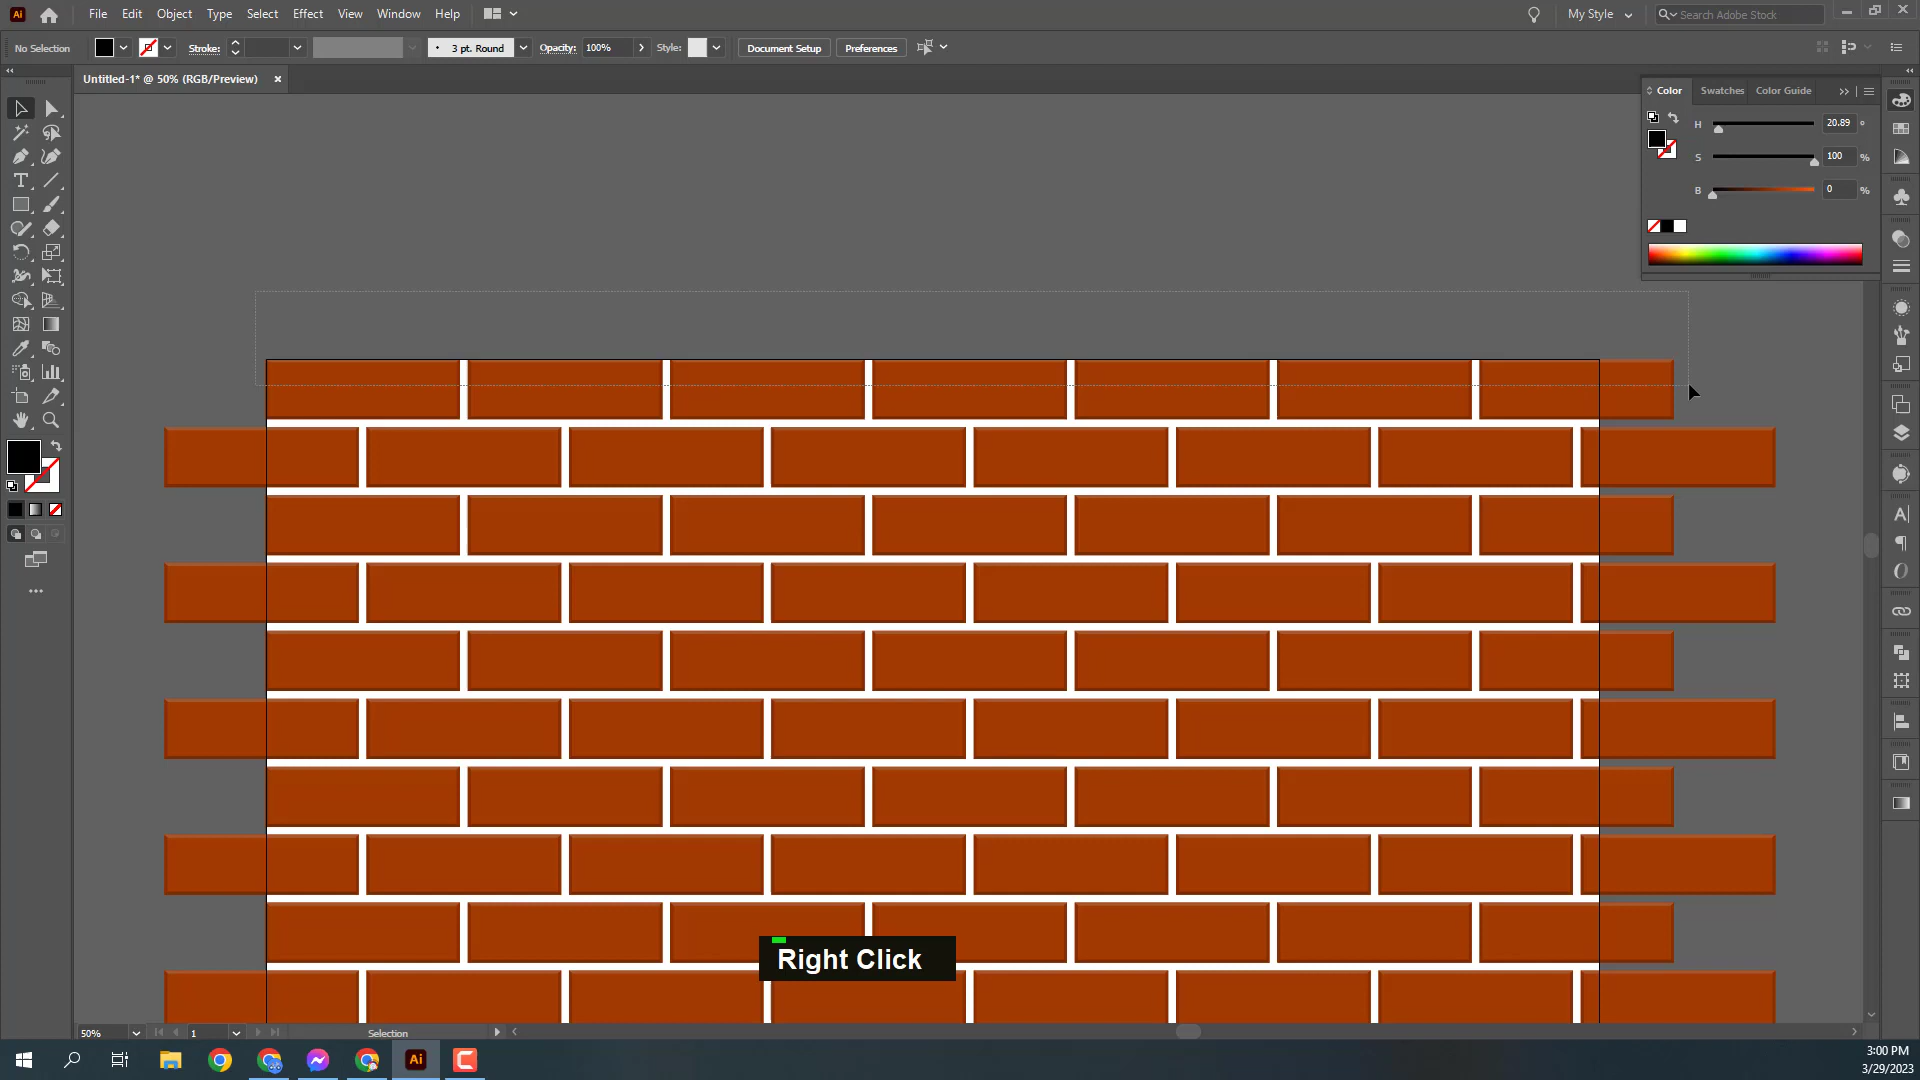 Ai File Edit Object Type Select Effect View Window Help My Style Search Adobe Stock
No Selection Stroke: 3 pt. Round Opacity: 100% Style: Document Setup Preferences
Untitled-1* @ 50% (RGB/Preview)
Color Swatches Color Guide
H 20.89 °
S 100 %
B 0 %
Right Click
50% 1 Selection
Ai
3:00 PM
3/29/2023